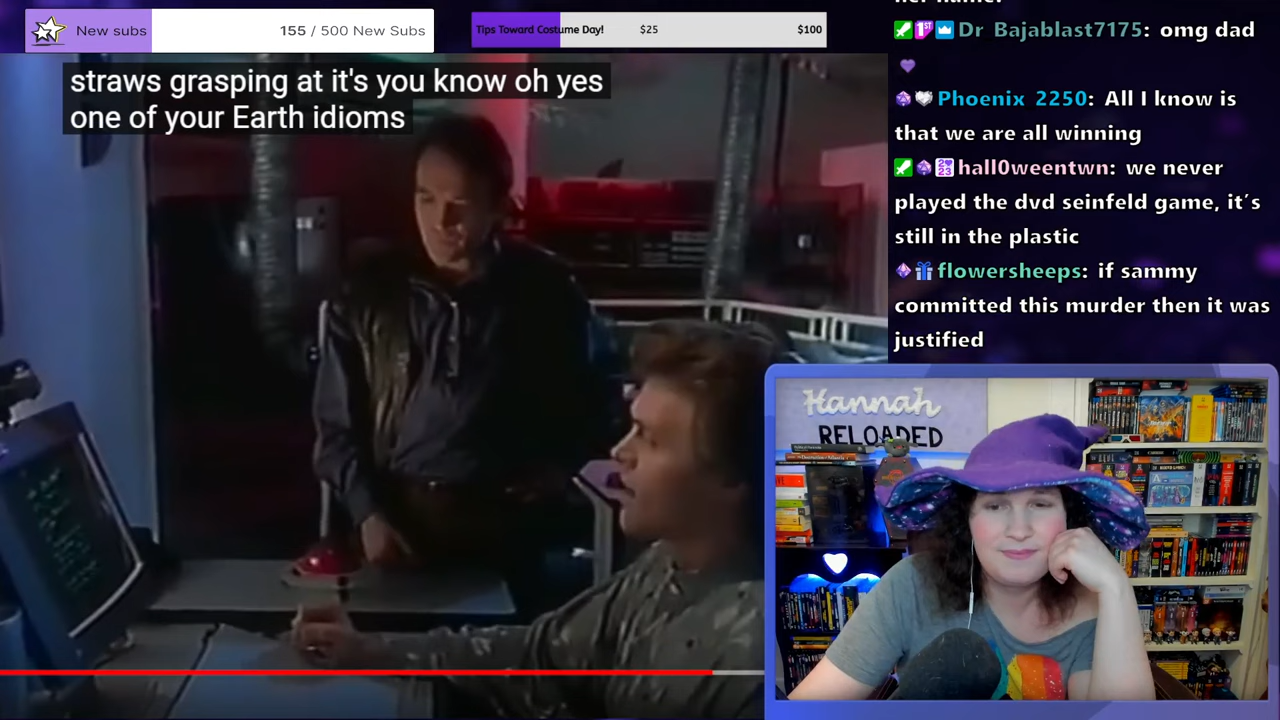 New subs
155 / 500 New Subs
Tips Toward Costume Day!
$25
$100
straws grasping at it's you know oh yes
one of your Earth idioms
Dr Bajablast7175: omg dad
Phoenix 2250: All I know is
that we are all winning
hall0weentwn: we never
played the dvd seinfeld game, it's
still in the plastic
flowersheeps: if sammy
committed this murder then it was
justified
Hannah
RELOADED